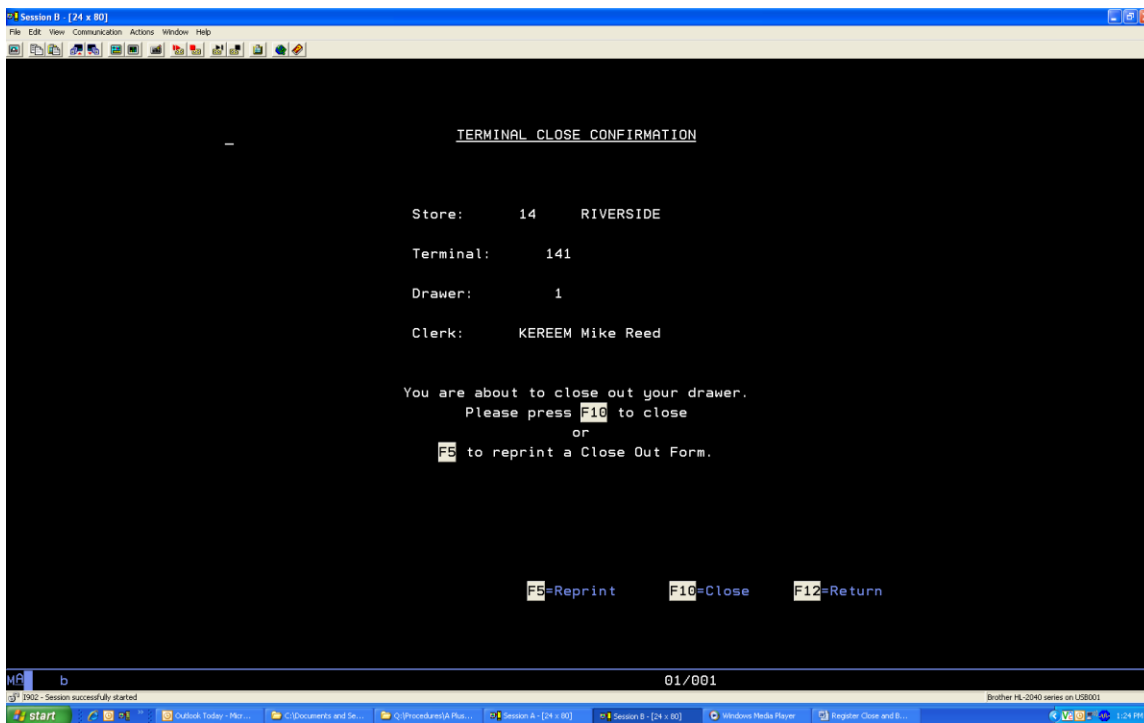 Session B - [24 x 80]
File Edit View Communication Actions Window Help
TERMINAL CLOSE CONFIRMATION
Store: 14 RIVERSIDE
Terminal: 141
Drawer: 1
Clerk: KEREEM Mike Reed
You are about to close out your drawer.
Please press F10 to close
or
F5 to reprint a Close Out Form.
F5=Reprint F10=Close F12=Return
MA b 01/001
I902 - Session successfully started Brother HL-2040 series on USB001
start Outlook Today - Micr... C:\Documents and Se... Q:\Procedures\A Plus... Session A - [24 x 80] Session B - [24 x 80] Windows Media Player Register Close and B... 1:24 PM